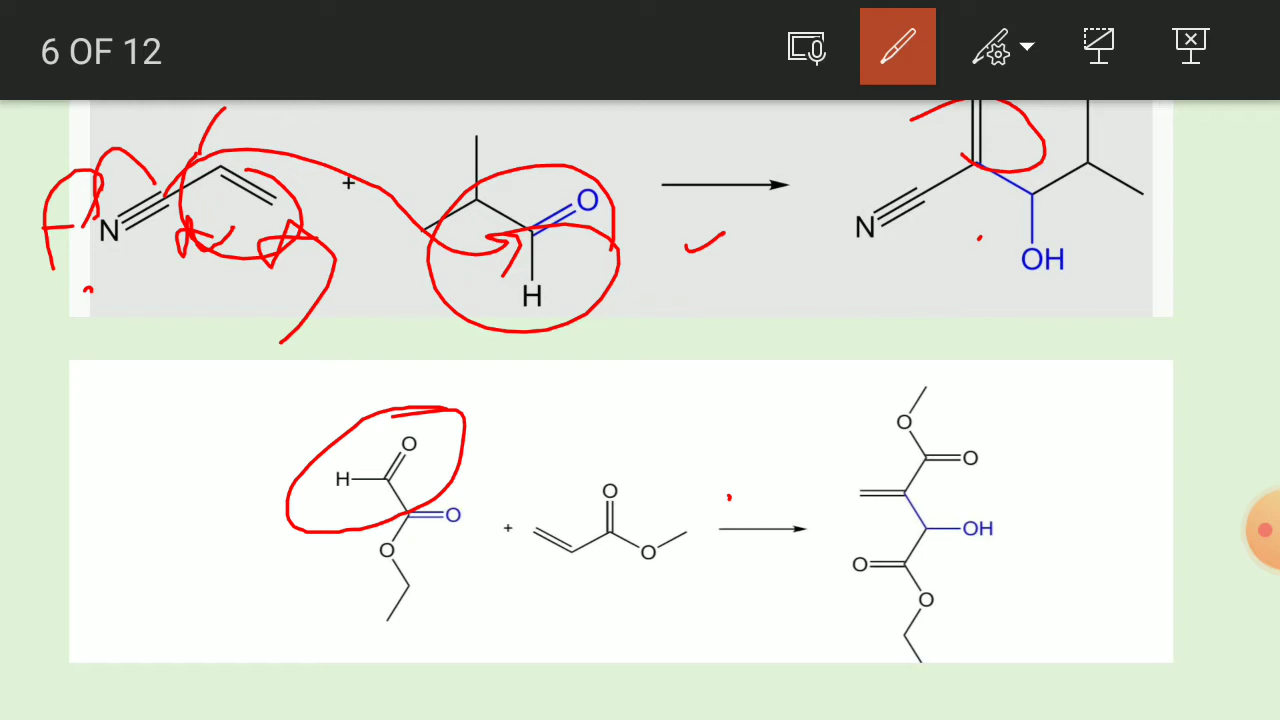 6 OF 12
N + O H N OH
O
H O
O
+ O O
O O
OH
O
O